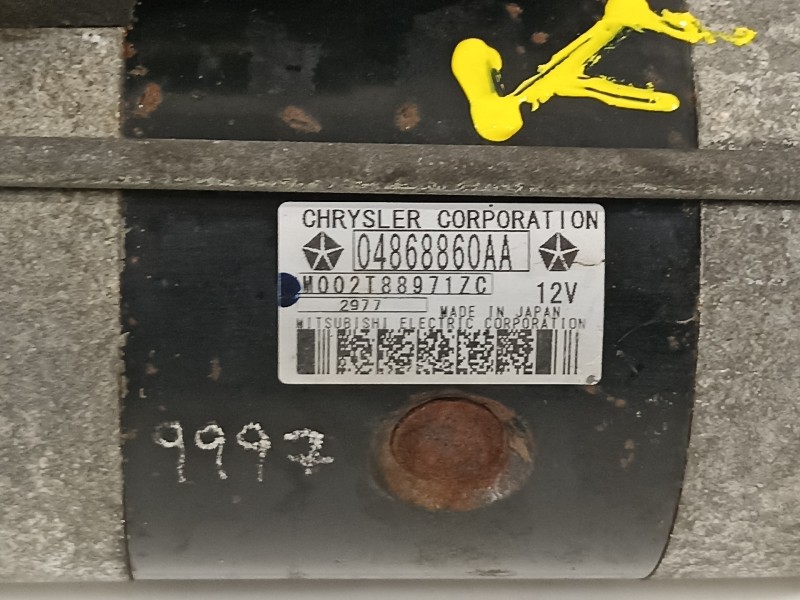 CHRYSLER CORPORATION
04868860AA
M002T88971ZC
12V
2977
MADE IN JAPAN
MITSUBISHI ELECTRIC CORPORATION
9997